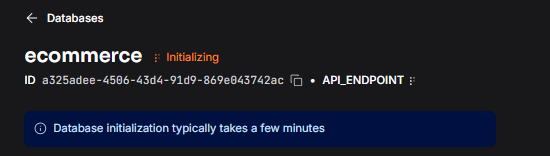 Databases
ecommerce Initializing
ID a325adee-4506-43d4-91d9-869e043742ac • API_ENDPOINT
Database initialization typically takes a few minutes